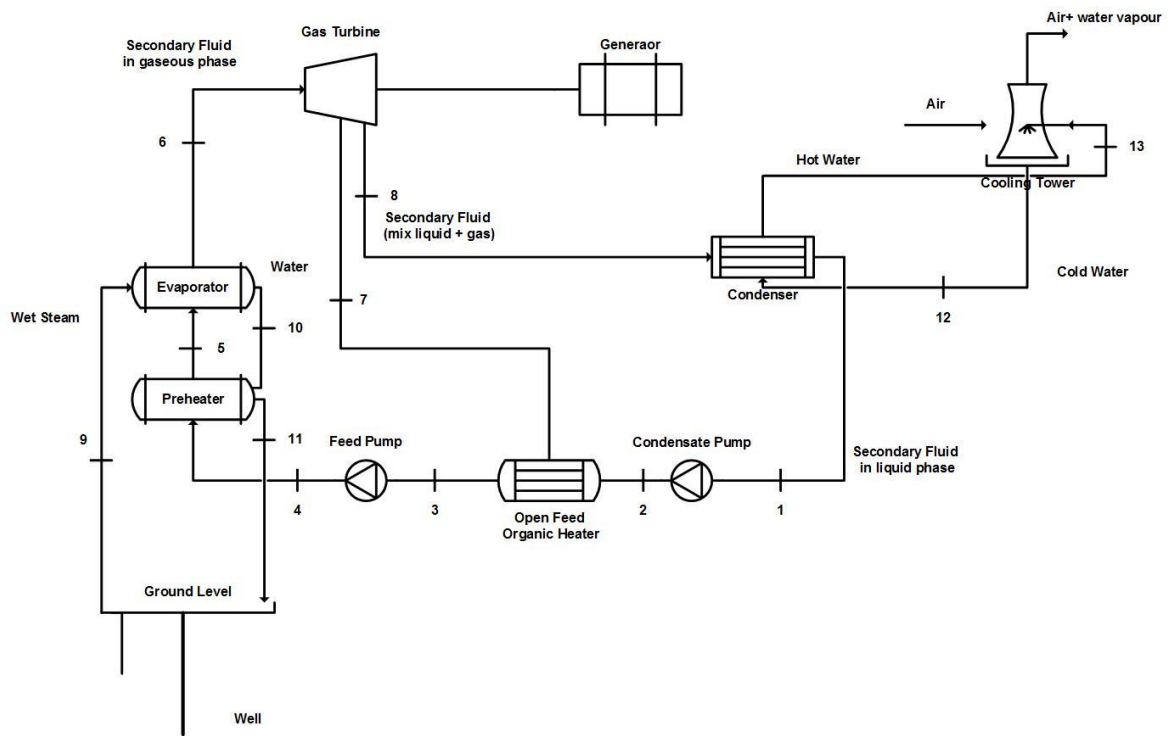 Air+ water vapour
Gas Turbine
Secondary Fluid
in gaseous phase
Generaor
Air
6
13
Hot Water
8
Cooling Tower
Secondary Fluid
(mix liquid + gas)
Water
Evaporator
Cold Water
7
Condenser
Wet Steam
10
12
5
Preheater
9
11
Feed Pump
Condensate Pump
Secondary Fluid
in liquid phase
4
3
2
1
Open Feed
Organic Heater
Ground Level
Well